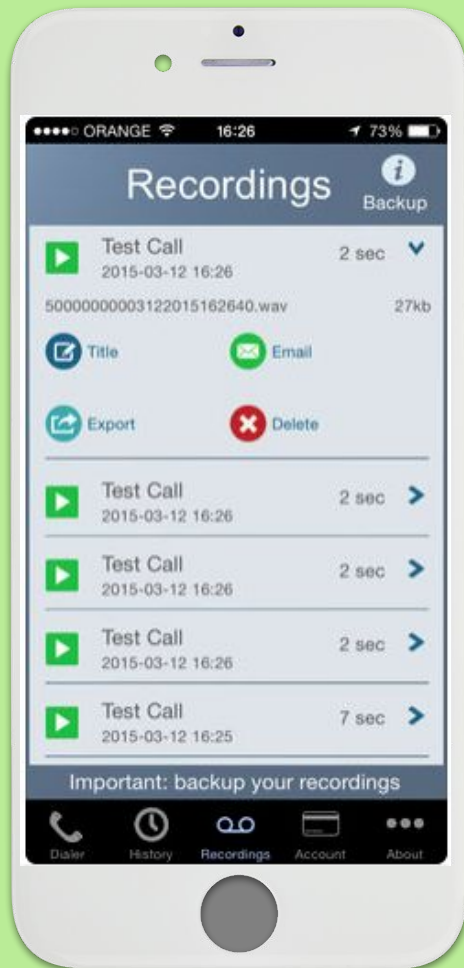 ORANGE 16:26 73%
Recordings
Backup
Test Call 2 sec
2015-03-12 16:26
50000000003122015162640.wav 27kb
Title Email
Export Delete
Test Call 2 sec
2015-03-12 16:26
Test Call 2 sec
2015-03-12 16:26
Test Call 2 sec
2015-03-12 16:26
Test Call 7 sec
2015-03-12 16:25
Important: backup your recordings
Dialer History Recordings Account About